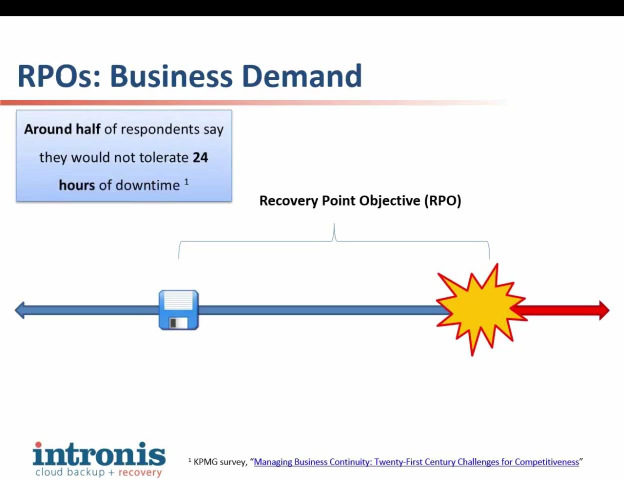 RPOs: Business Demand
Around half of respondents say
they would not tolerate 24
hours of downtime 1
Recovery Point Objective (RPO)
intronis
cloud backup + recovery
1 KPMG survey, “Managing Business Continuity: Twenty-First Century Challenges for Competitiveness”